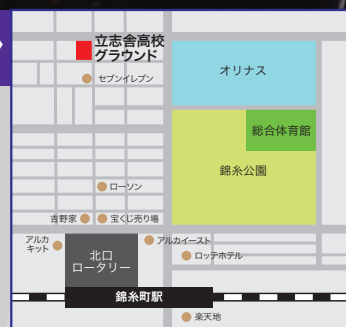 立志舎高校
グラウンド
セブンイレブン
オリナス
総合体育館
錦糸公園
ローソン
吉野家
宝くじ売り場
アルカ
キット
アルカイースト
北口
ロータリー
ロッテホテル
錦糸町駅
楽天地